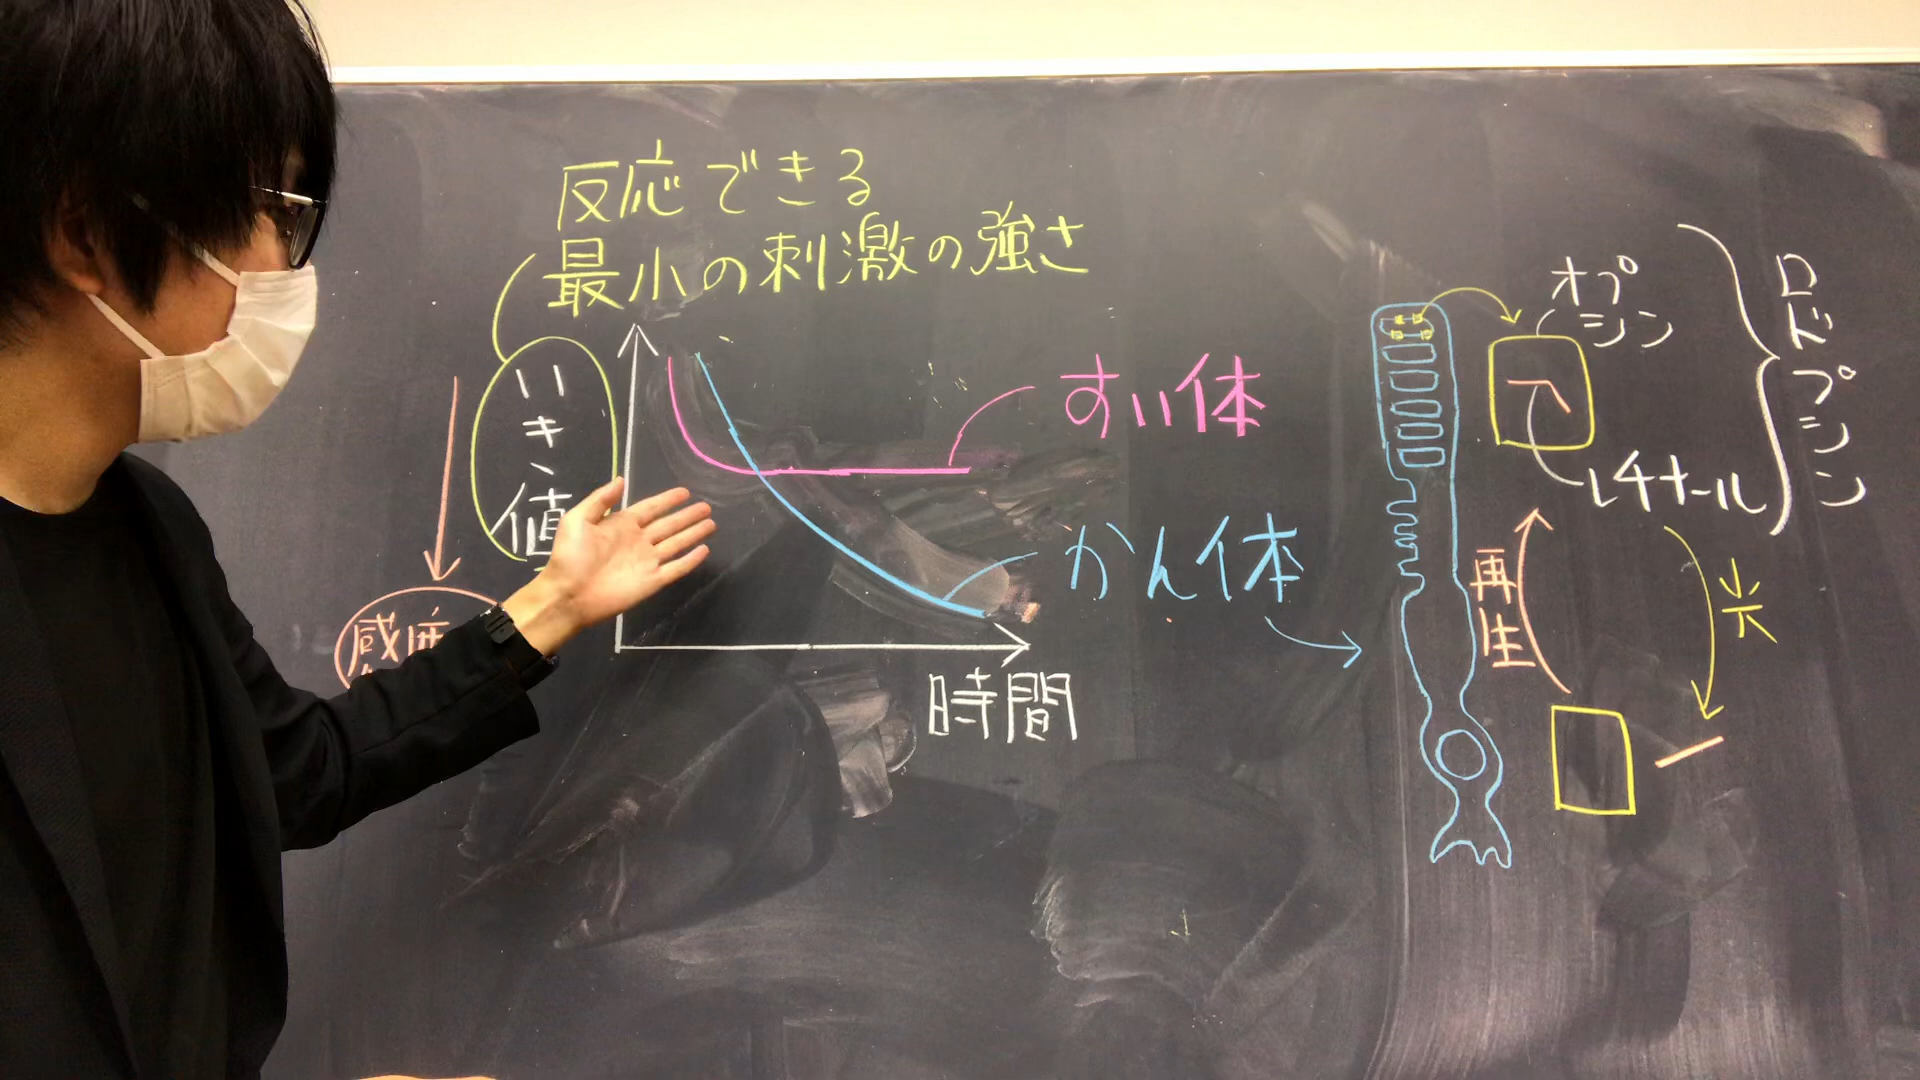 反応できる
最小の刺激の強さ
いき値
感度
すい体
かん体
時間
オプシン
レチナール
ロドプシン
再生
光